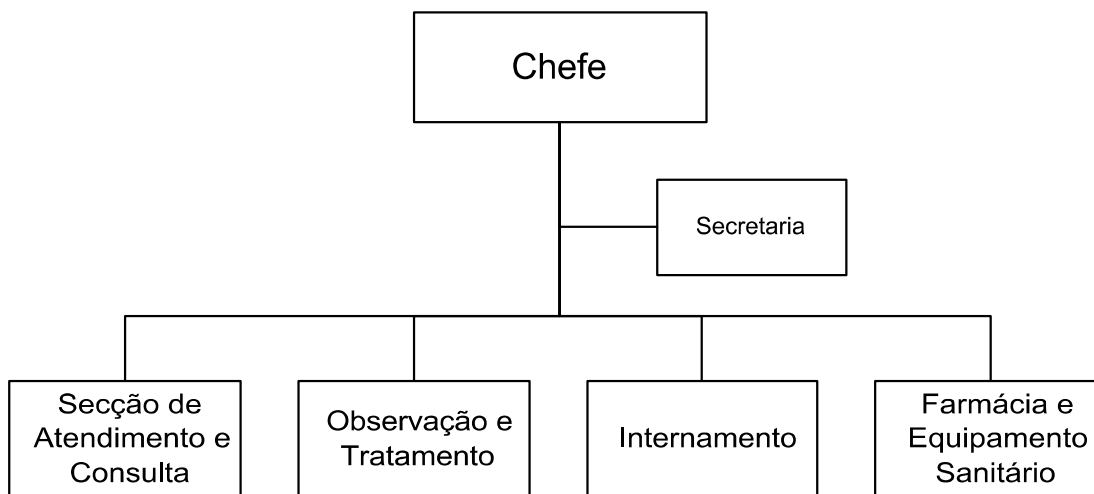 Chefe
Secretaria
Secção de
Atendimento e
Consulta
Observação e
Tratamento
Internamento
Farmácia e
Equipamento
Sanitário